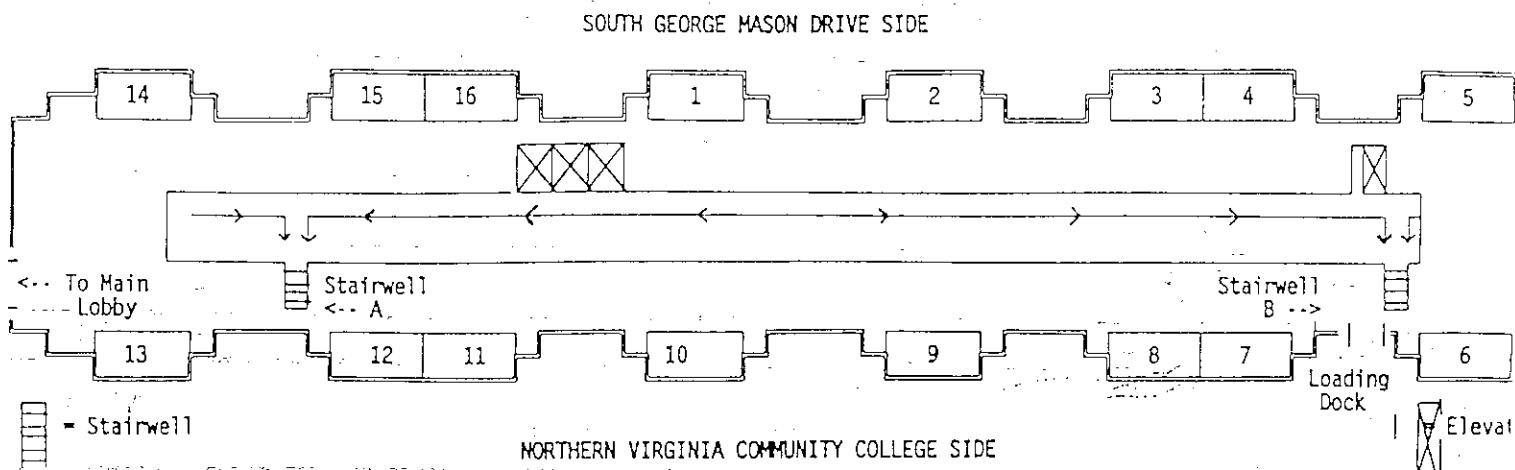 SOUTH GEORGE MASON DRIVE SIDE
14 15 16 1 2 3 4 5
<-- To Main Lobby
Stairwell
<-- A
Stairwell
B -->
13 12 11 10 9 8 7 6
Loading
Dock
= Stairwell
Elevat
NORTHERN VIRGINIA COMMUNITY COLLEGE SIDE